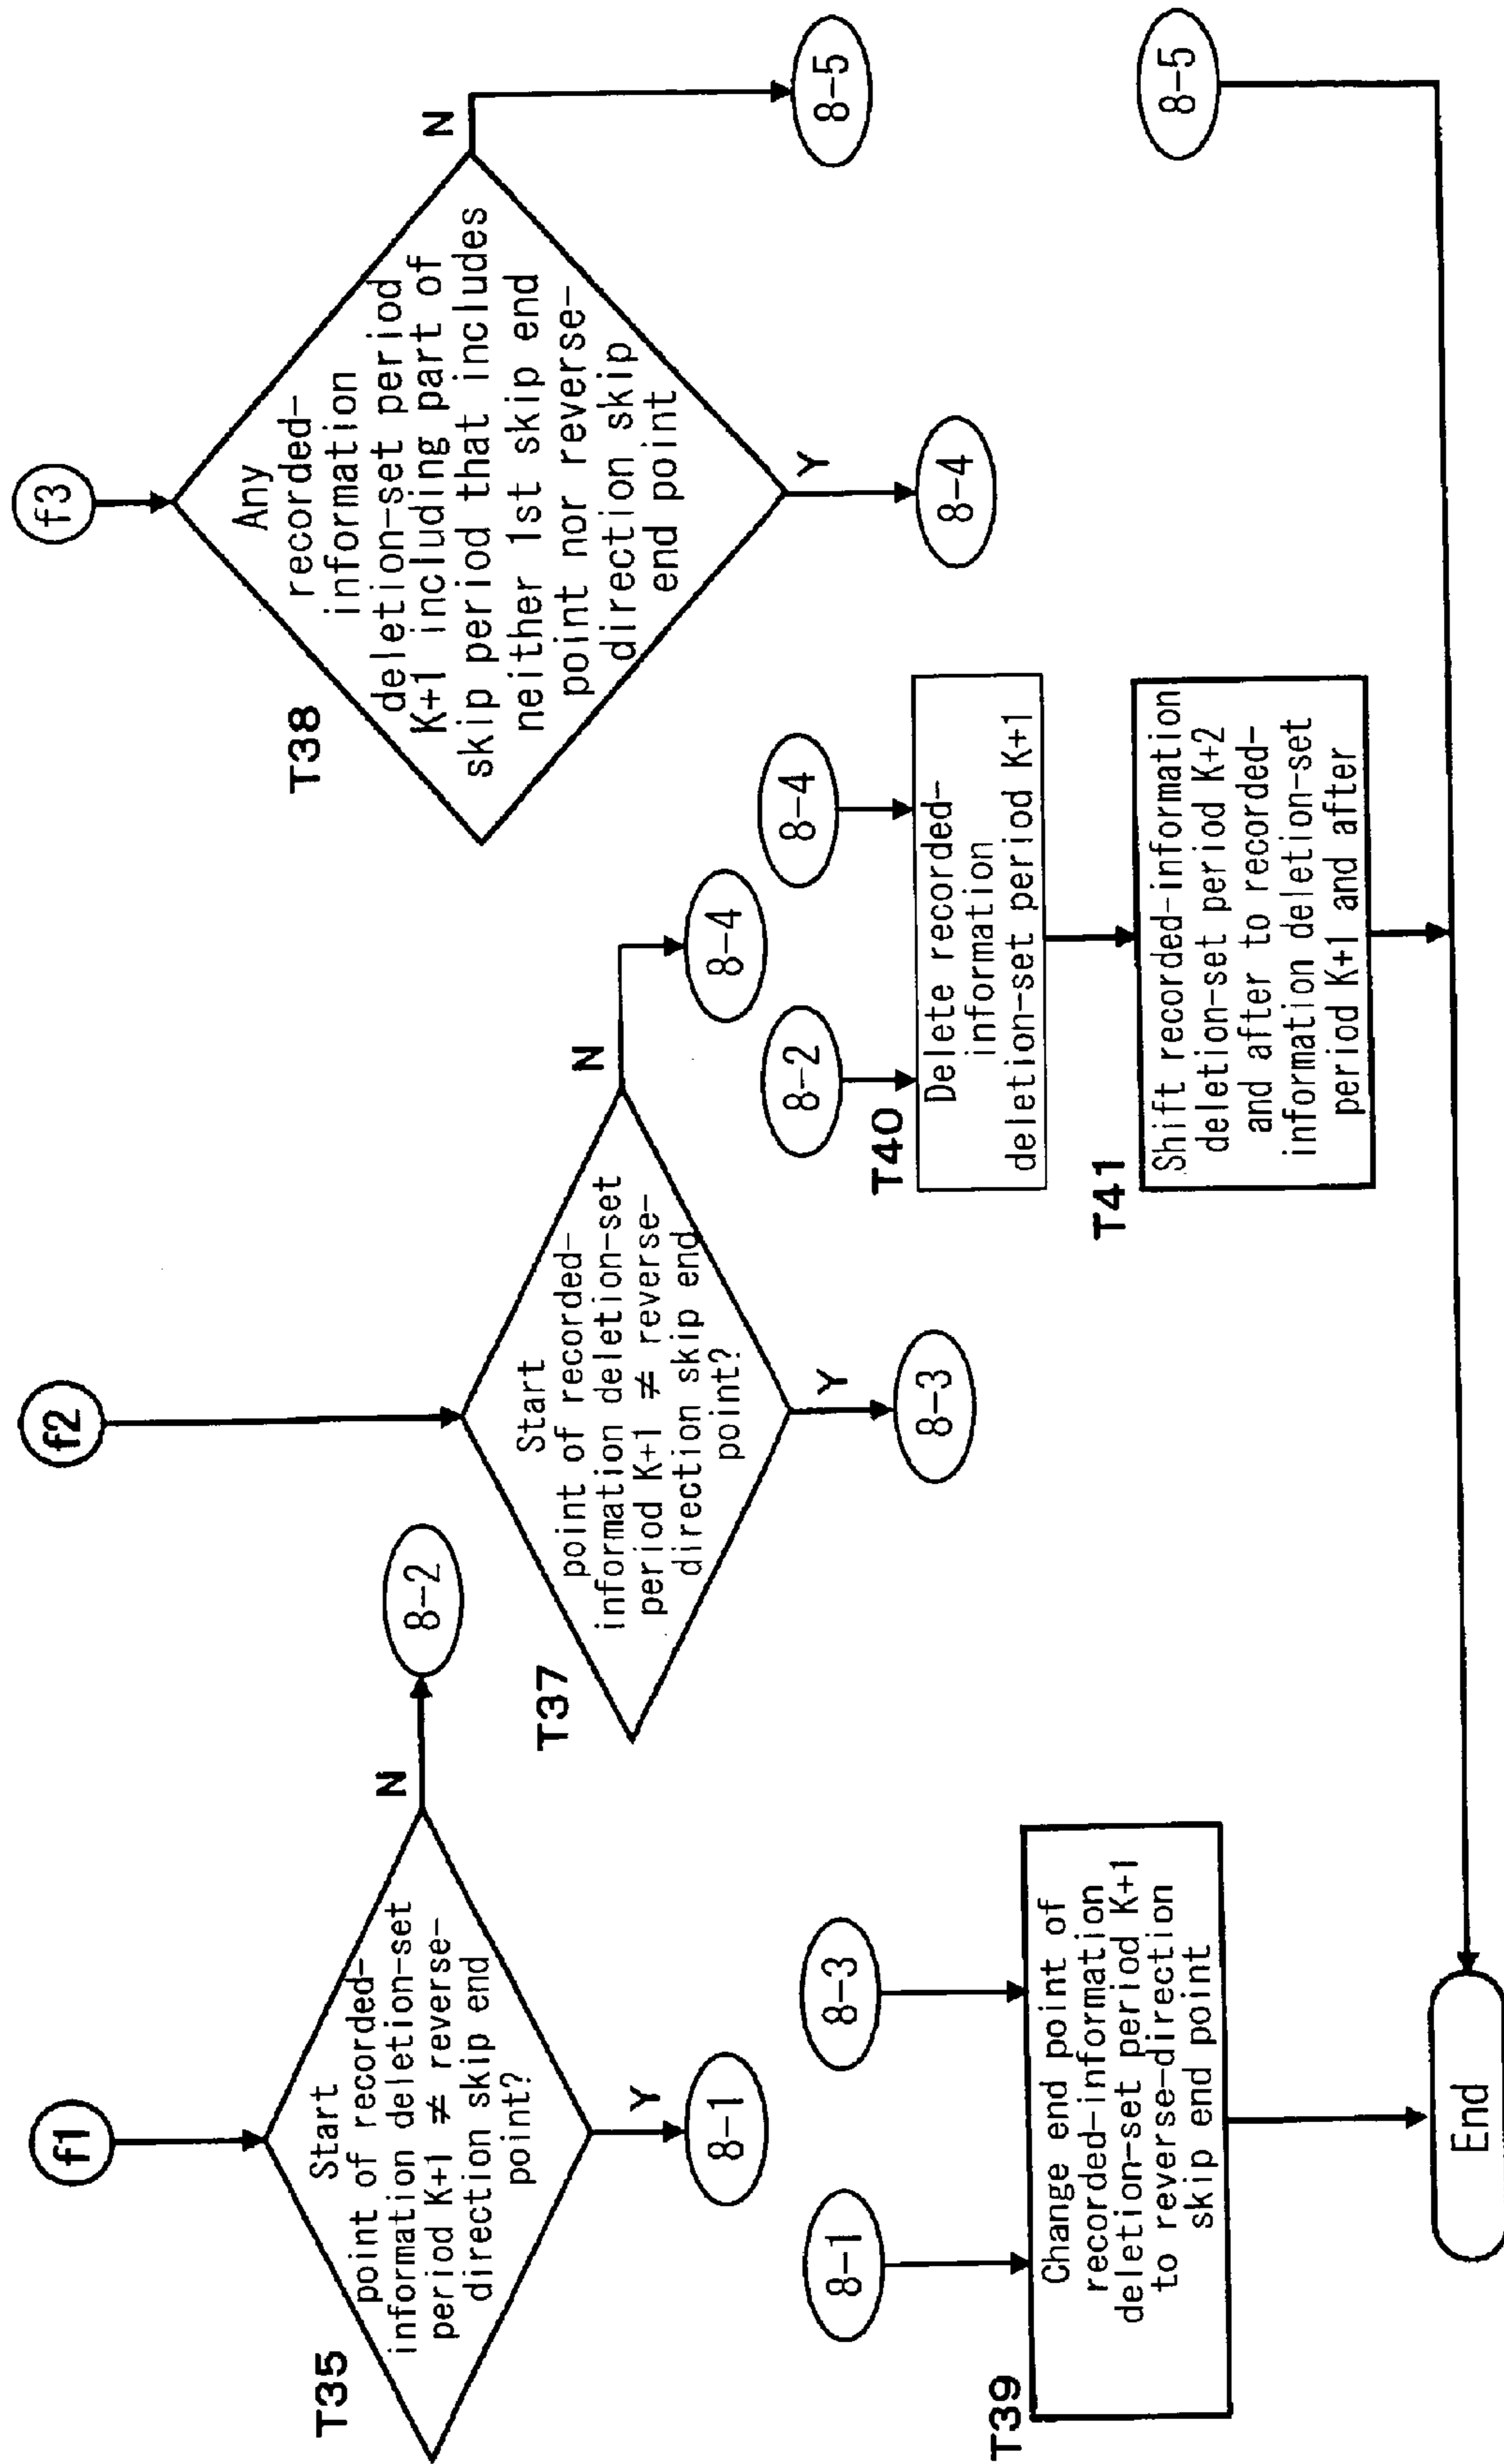 f1
T35
Start
point of recorded-
information deletion-set
period K+1 ≠ reverse-
direction skip end
point?
N
8-2
Y
8-1
f2
T37
Start
point of recorded-
information deletion-set
period K+1 ≠ reverse-
direction skip end
point?
N
8-4
Y
8-3
f3
T38
Any
recorded-
information
deletion-set period
K+1 including part of
skip period that includes
neither 1st skip end
point nor reverse-
direction skip
end point
N
8-5
Y
8-4
8-1
8-3
T39
Change end point of
recorded-information
deletion-set period K+1
to reverse-direction
skip end point
8-2
8-4
T40
Delete recorded-
information
deletion-set period K+1
T41
Shift recorded-information
deletion-set period K+2
and after to recorded-
information deletion-set
period K+1 and after
8-5
End